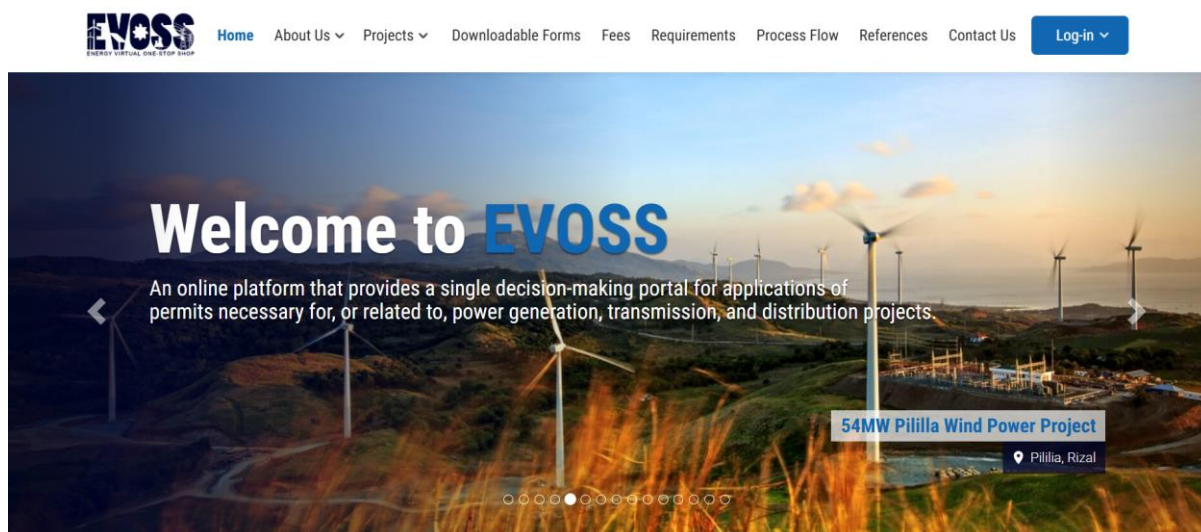 EVOSS
ENERGY VIRTUAL ONE-STOP SHOP
Home About Us Projects Downloadable Forms Fees Requirements Process Flow References Contact Us Log-in
Welcome to EVOSS
An online platform that provides a single decision-making portal for applications of
permits necessary for, or related to, power generation, transmission, and distribution projects.
54MW Pililla Wind Power Project
Pililia, Rizal